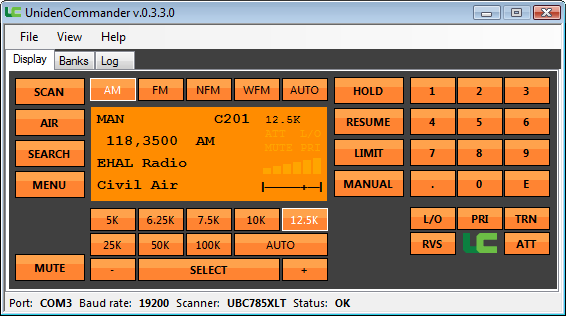 UnidenCommander v.0.3.3.0
File View Help
Display Banks Log
SCAN AM FM NFM WFM AUTO HOLD 1 2 3
MAN C201 12.5K
AIR ATT L/O RESUME 4 5 6
118,3500 AM
MUTE PRI
SEARCH EHAL Radio LIMIT 7 8 9
MENU Civil Air MANUAL . 0 E
5K 6.25K 7.5K 10K 12.5K L/O PRI TRN
25K 50K 100K AUTO RVS UC ATT
MUTE - SELECT +
Port: COM3 Baud rate: 19200 Scanner: UBC785XLT Status: OK